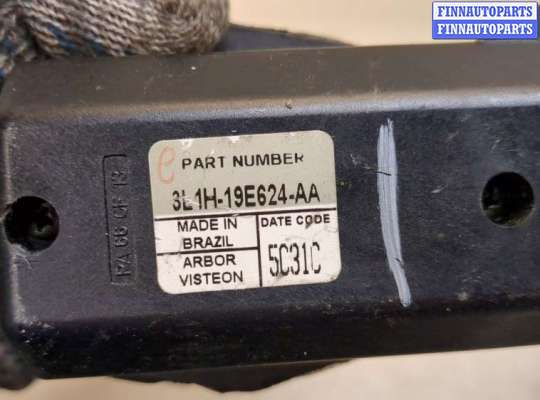 FINNAUTOPARTS
FINNAUTOPARTS
PART NUMBER
3L1H-19E624-AA
MADE IN
BRAZIL
DATE CODE
ARBOR
VISTEON
5C31C